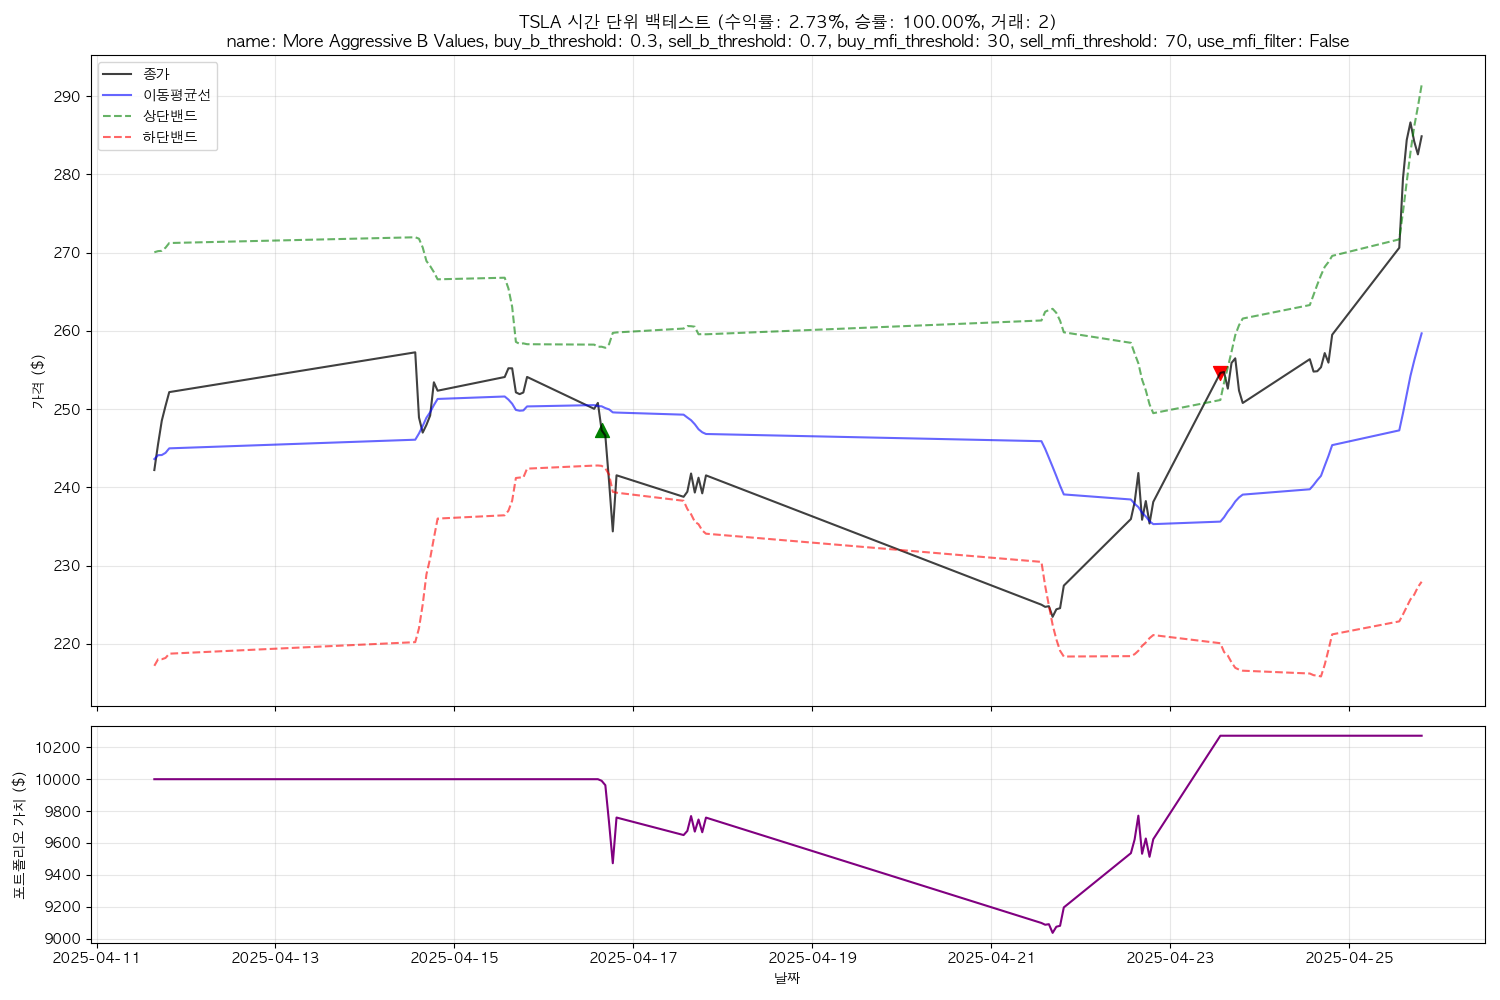 TSLA 시간 단위 백테스트 (수익률: 2.73%, 승률: 100.00%, 거래: 2)
name: More Aggressive B Values, buy_b_threshold: 0.3, sell_b_threshold: 0.7, buy_mfi_threshold: 30, sell_mfi_threshold: 70, use_mfi_filter: False
종가
이동평균선
상단밴드
하단밴드
가격 ($)
290
280
270
260
250
240
230
220
포트폴리오 가치 ($)
10200
10000
9800
9600
9400
9200
9000
2025-04-11
2025-04-13
2025-04-15
2025-04-17
2025-04-19
2025-04-21
2025-04-23
2025-04-25
날짜